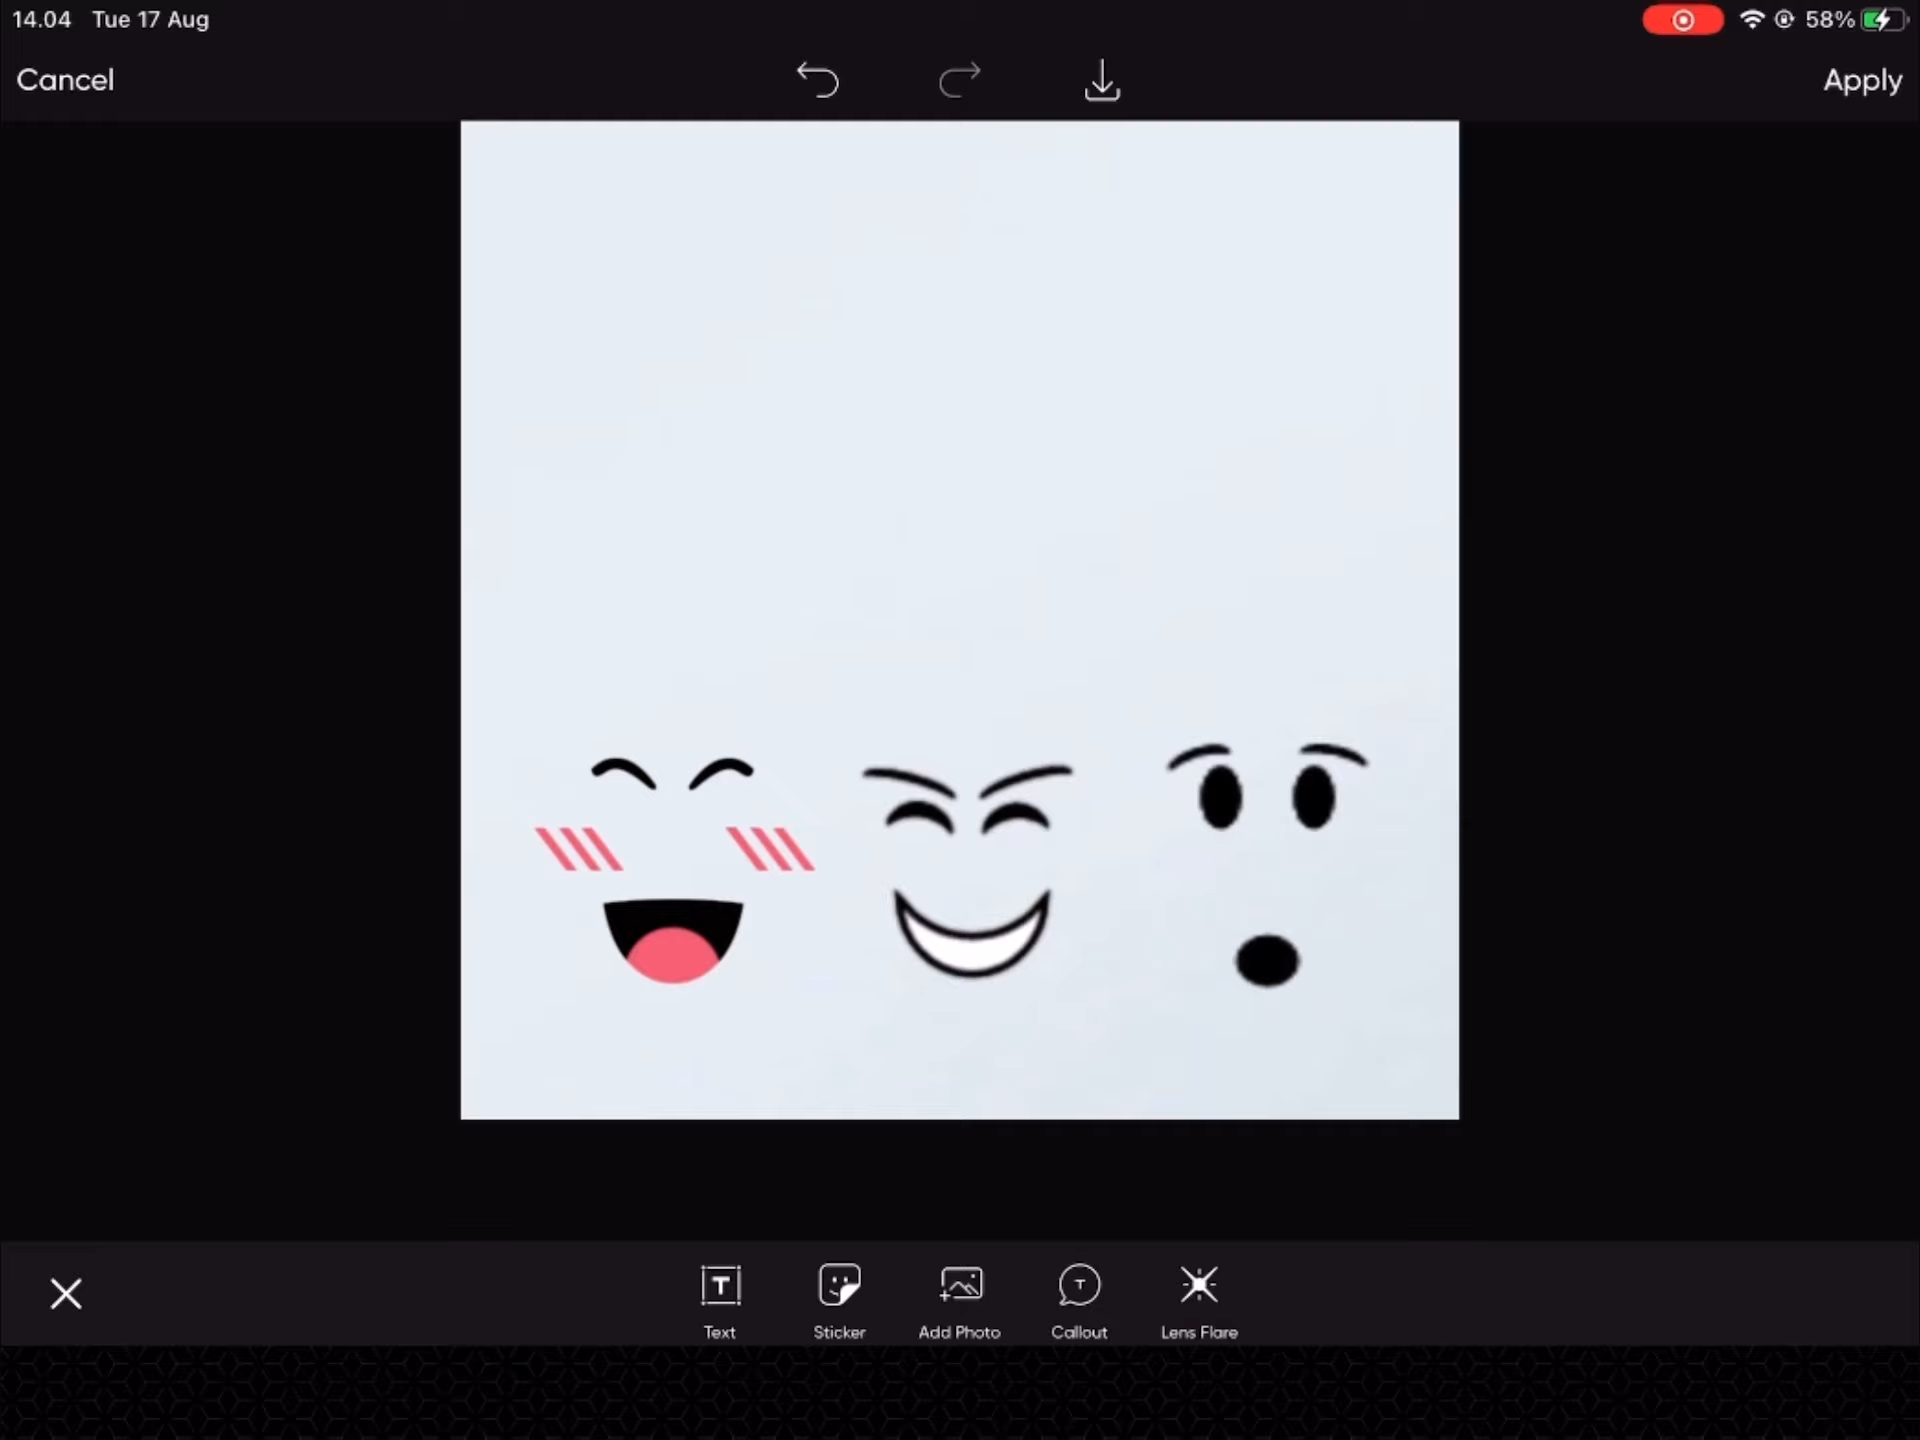 14.04 Tue 17 Aug
58%
Cancel
Apply
T
T
Text
Sticker
Add Photo
Callout
Lens Flare